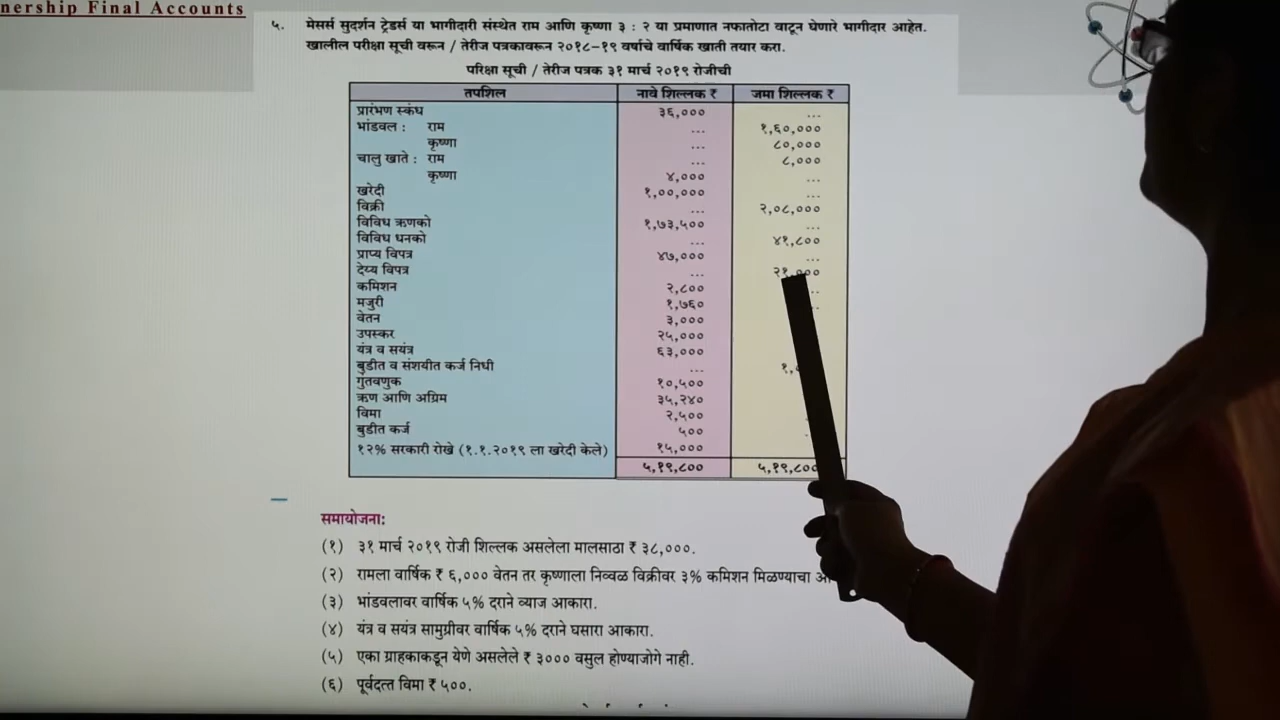 nership Final Accounts
५. मेसर्स सुदर्शन ट्रेडर्स या भागीदारी संस्थेत राम आणि कृष्णा ३ : २ या प्रमाणात नफातोटा वाटून घेणारे भागीदार आहेत.
खालील परीक्षा सूची वरून / तेरीज पत्रकावरून २०१८-१९ वर्षाचे वार्षिक खाती तयार करा.
परिक्षा सूची / तेरीज पत्रक ३१ मार्च २०१९ रोजीची
तपशिल नावे शिल्लक ₹ जमा शिल्लक ₹
प्रारंभण स्कंध ३६,००० ...
भांडवल : राम ... १,६०,०००
कृष्णा ... ८०,०००
चालु खाते : राम ... ८,०००
कृष्णा ४,००० ...
खरेदी १,००,००० ...
विक्री ... २,०८,०००
विविध ऋणको १,७३,५०० ...
विविध धनको ... ४१,८००
प्राप्य विपत्र ४७,००० ...
देय्य विपत्र ...
कमिशन २,८००
मजुरी १,७६०
वेतन ३,०००
उपस्कर २५,०००
यंत्र व सयंत्र ६३,०००
बुडीत व संशयीत कर्ज निधी ...
गुंतवणुक १०,५००
ऋण आणि अग्रिम ३५,२४०
विमा २,५००
बुडीत कर्ज ५००
१२% सरकारी रोखे (१.१.२०१९ ला खरेदी केले) १५,०००
५,१९,८०० ५,१९,८००
समायोजना:
(१) ३१ मार्च २०१९ रोजी शिल्लक असलेला मालसाठा ₹ ३८,०००.
(२) रामला वार्षिक ₹ ६,००० वेतन तर कृष्णाला निव्वळ विक्रीवर ३% कमिशन मिळण्याचा
(३) भांडवलावर वार्षिक ५% दराने व्याज आकारा.
(४) यंत्र व सयंत्र सामुग्रीवर वार्षिक ५% दराने घसारा आकारा.
(५) एका ग्राहकाकडून येणे असलेले ₹ ३००० वसुल होण्याजोगे नाही.
(६) पूर्वदत्त विमा ₹ ५००.